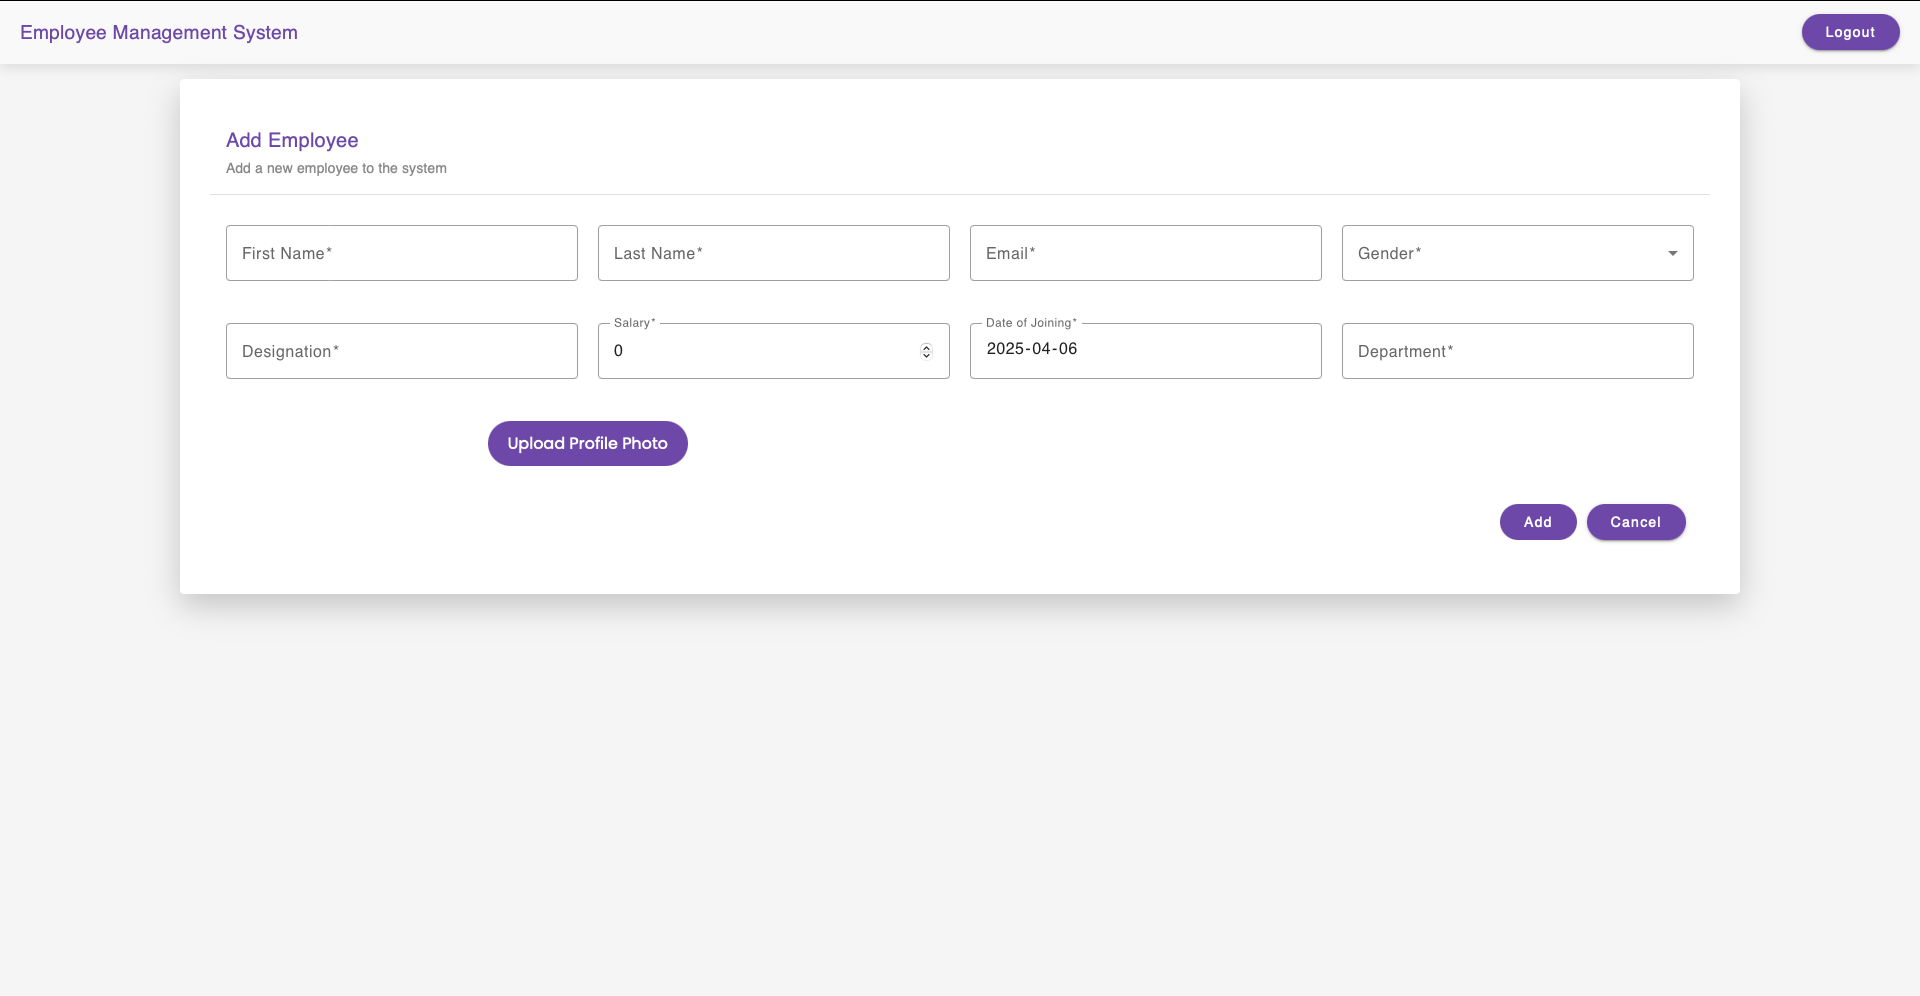 Employee Management System
Logout
Add Employee
Add a new employee to the system
First Name*
Last Name*
Email*
Gender*
Designation*
Salary*
0
Date of Joining*
2025-04-06
Department*
Upload Profile Photo
Add
Cancel